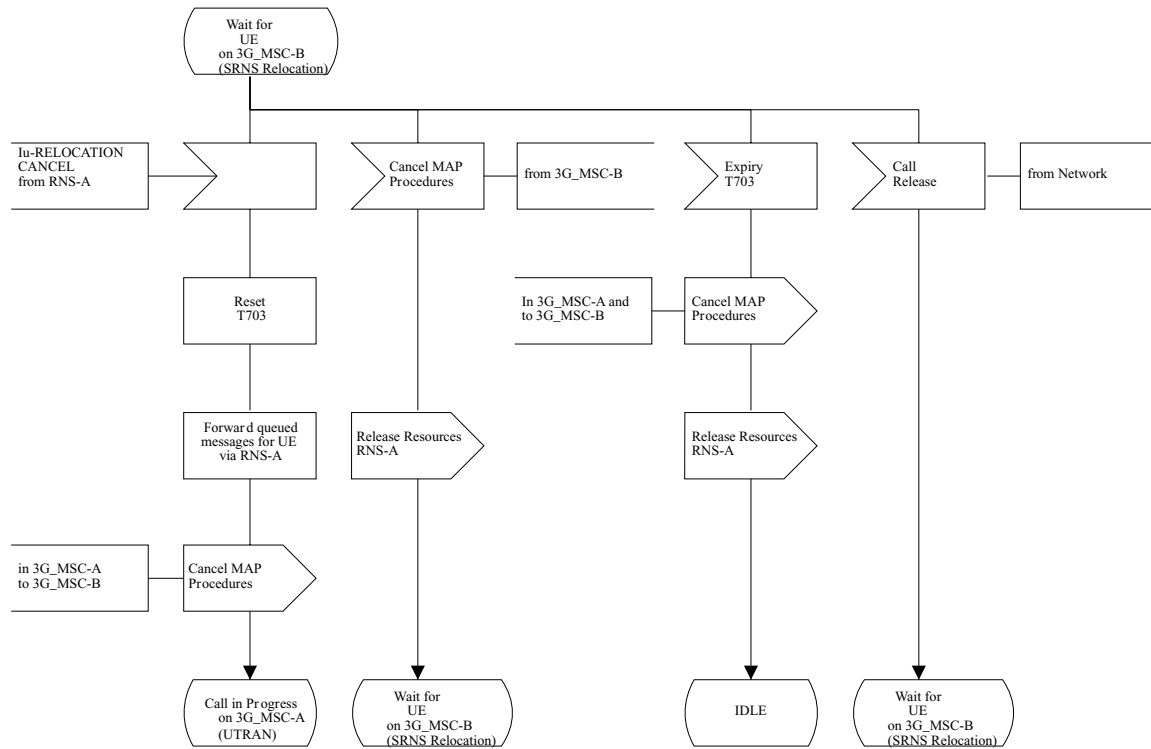 Wait for
UE
on 3G_MSC-B
(SRNS Relocation)
Iu-RELOCATION
CANCEL
from RNS-A
Cancel MAP
Procedures
from 3G_MSC-B
Expiry
T703
Call
Release
from Network
Reset
T703
In 3G_MSC-A and
to 3G_MSC-B
Cancel MAP
Procedures
Forward queued
messages for UE
via RNS-A
Release Resources
RNS-A
Release Resources
RNS-A
in 3G_MSC-A
to 3G_MSC-B
Cancel MAP
Procedures
Call in Progress
on 3G_MSC-A
(UTRAN)
Wait for
UE
on 3G_MSC-B
(SRNS Relocation)
IDLE
Wait for
UE
on 3G_MSC-B
(SRNS Relocation)